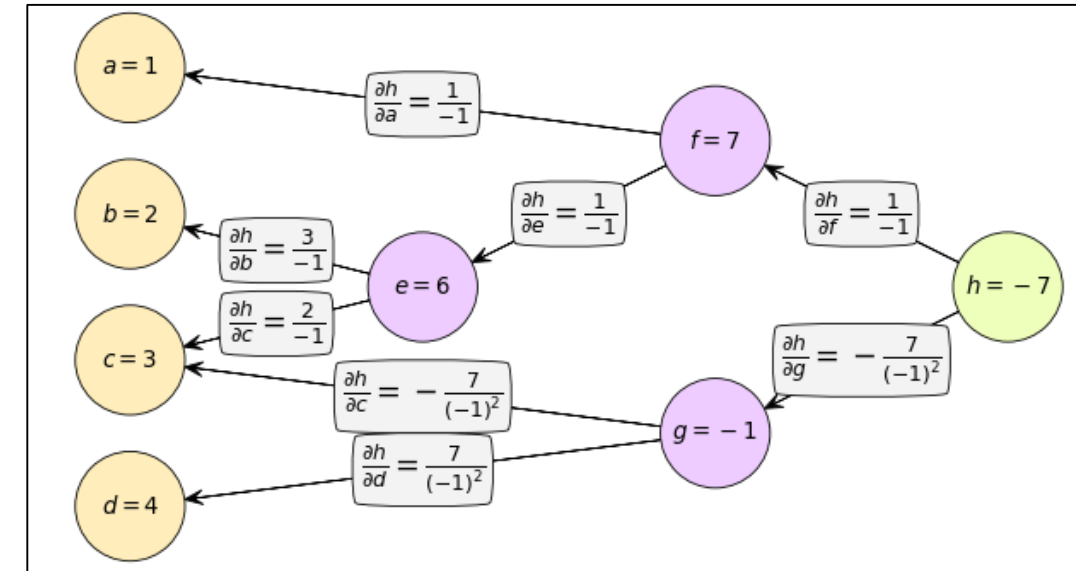 a = 1
∂h/∂a = 1/-1
f = 7
b = 2
∂h/∂e = 1/-1
∂h/∂f = 1/-1
∂h/∂b = 3/-1
e = 6
h = -7
∂h/∂c = 2/-1
c = 3
∂h/∂g = - 7/(-1)²
∂h/∂c = - 7/(-1)²
g = -1
∂h/∂d = 7/(-1)²
d = 4